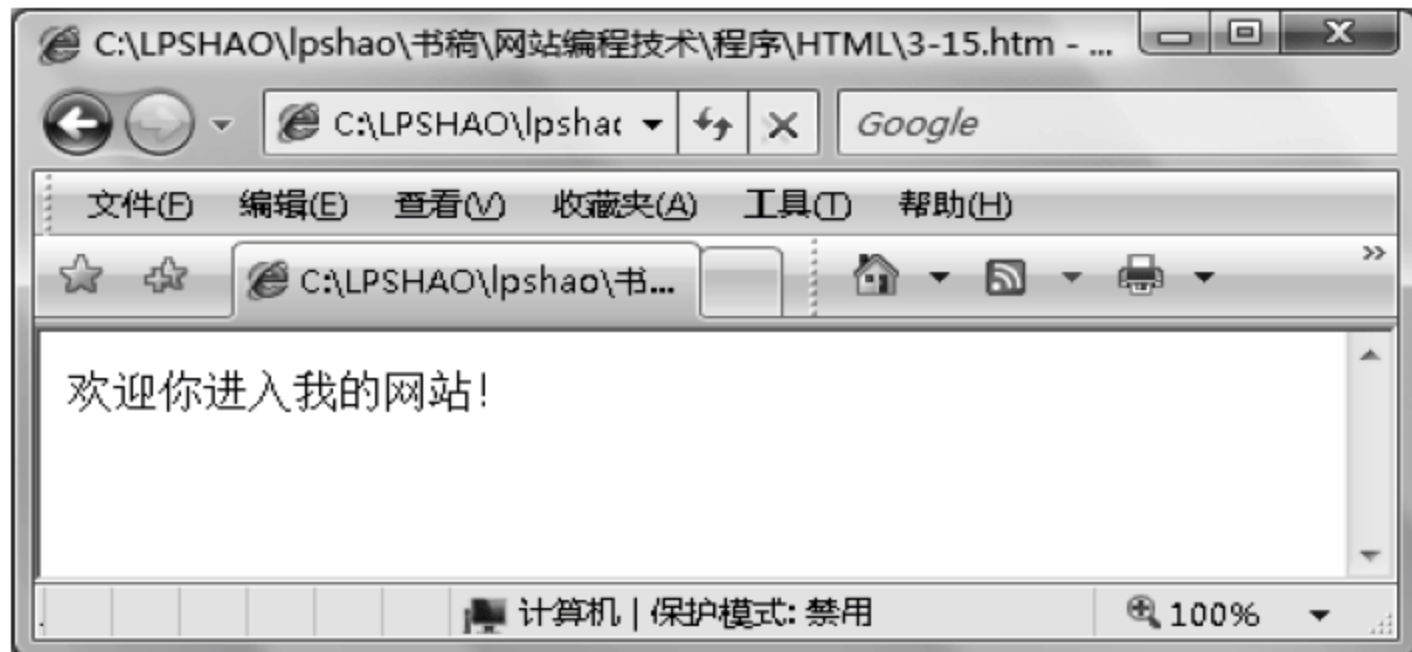 C:\LPSHAO\lpshao\书稿\网站编程技术\程序\HTML\3-15.htm - ...
C:\LPSHAO\lpshac
Google
文件(F) 编辑(E) 查看(V) 收藏夹(A) 工具(T) 帮助(H)
C:\LPSHAO\lpshao\书...
欢迎你进入我的网站!
计算机 | 保护模式: 禁用
100%